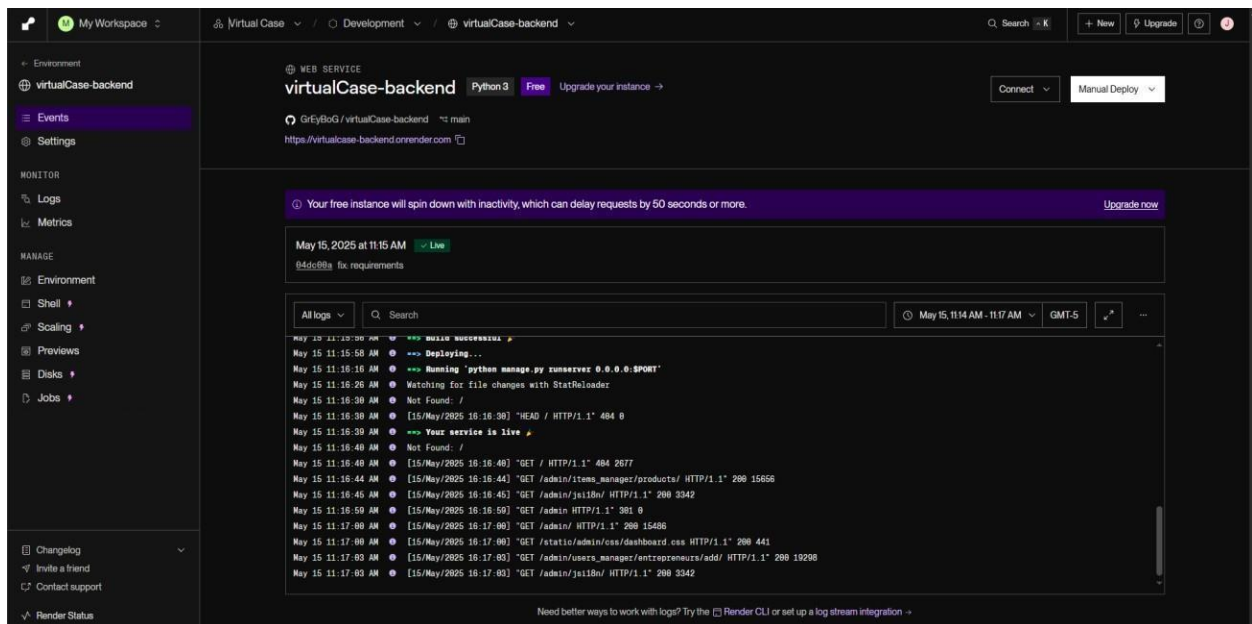 M My Workspace
Virtual Case / Development / virtualCase-backend
Search K
+ New
Upgrade
J
← Environment
virtualCase-backend
Events
Settings
MONITOR
Logs
Metrics
MANAGE
Environment
Shell
Scaling
Previews
Disks
Jobs
Changelog
Invite a friend
Contact support
Render Status
WEB SERVICE
virtualCase-backend Python 3 Free Upgrade your instance →
Connect
Manual Deploy
GrEyBoG / virtualCase-backend main
https://virtualcase-backend.onrender.com
Your free instance will spin down with inactivity, which can delay requests by 50 seconds or more. Upgrade now
May 15, 2025 at 11:15 AM Live
04dc00a fix: requirements
All logs Search May 15, 11:14 AM - 11:17 AM GMT-5 ...
May 15 11:15:56 AM ==> Build successful 🎉
May 15 11:15:58 AM ==> Deploying...
May 15 11:16:16 AM ==> Running 'python manage.py runserver 0.0.0.0:$PORT'
May 15 11:16:26 AM Watching for file changes with StatReloader
May 15 11:16:30 AM Not Found: /
May 15 11:16:30 AM [15/May/2025 16:16:30] "HEAD / HTTP/1.1" 404 0
May 15 11:16:39 AM ==> Your service is live 🎉
May 15 11:16:40 AM Not Found: /
May 15 11:16:40 AM [15/May/2025 16:16:40] "GET / HTTP/1.1" 404 2677
May 15 11:16:44 AM [15/May/2025 16:16:44] "GET /admin/items_manager/products/ HTTP/1.1" 200 15656
May 15 11:16:45 AM [15/May/2025 16:16:45] "GET /admin/jsi18n/ HTTP/1.1" 200 3342
May 15 11:16:59 AM [15/May/2025 16:16:59] "GET /admin HTTP/1.1" 301 0
May 15 11:17:00 AM [15/May/2025 16:17:00] "GET /admin/ HTTP/1.1" 200 15486
May 15 11:17:00 AM [15/May/2025 16:17:00] "GET /static/admin/css/dashboard.css HTTP/1.1" 200 441
May 15 11:17:03 AM [15/May/2025 16:17:03] "GET /admin/users_manager/entrepreneurs/add/ HTTP/1.1" 200 19298
May 15 11:17:03 AM [15/May/2025 16:17:03] "GET /admin/jsi18n/ HTTP/1.1" 200 3342
Need better ways to work with logs? Try the Render CLI or set up a log stream integration →